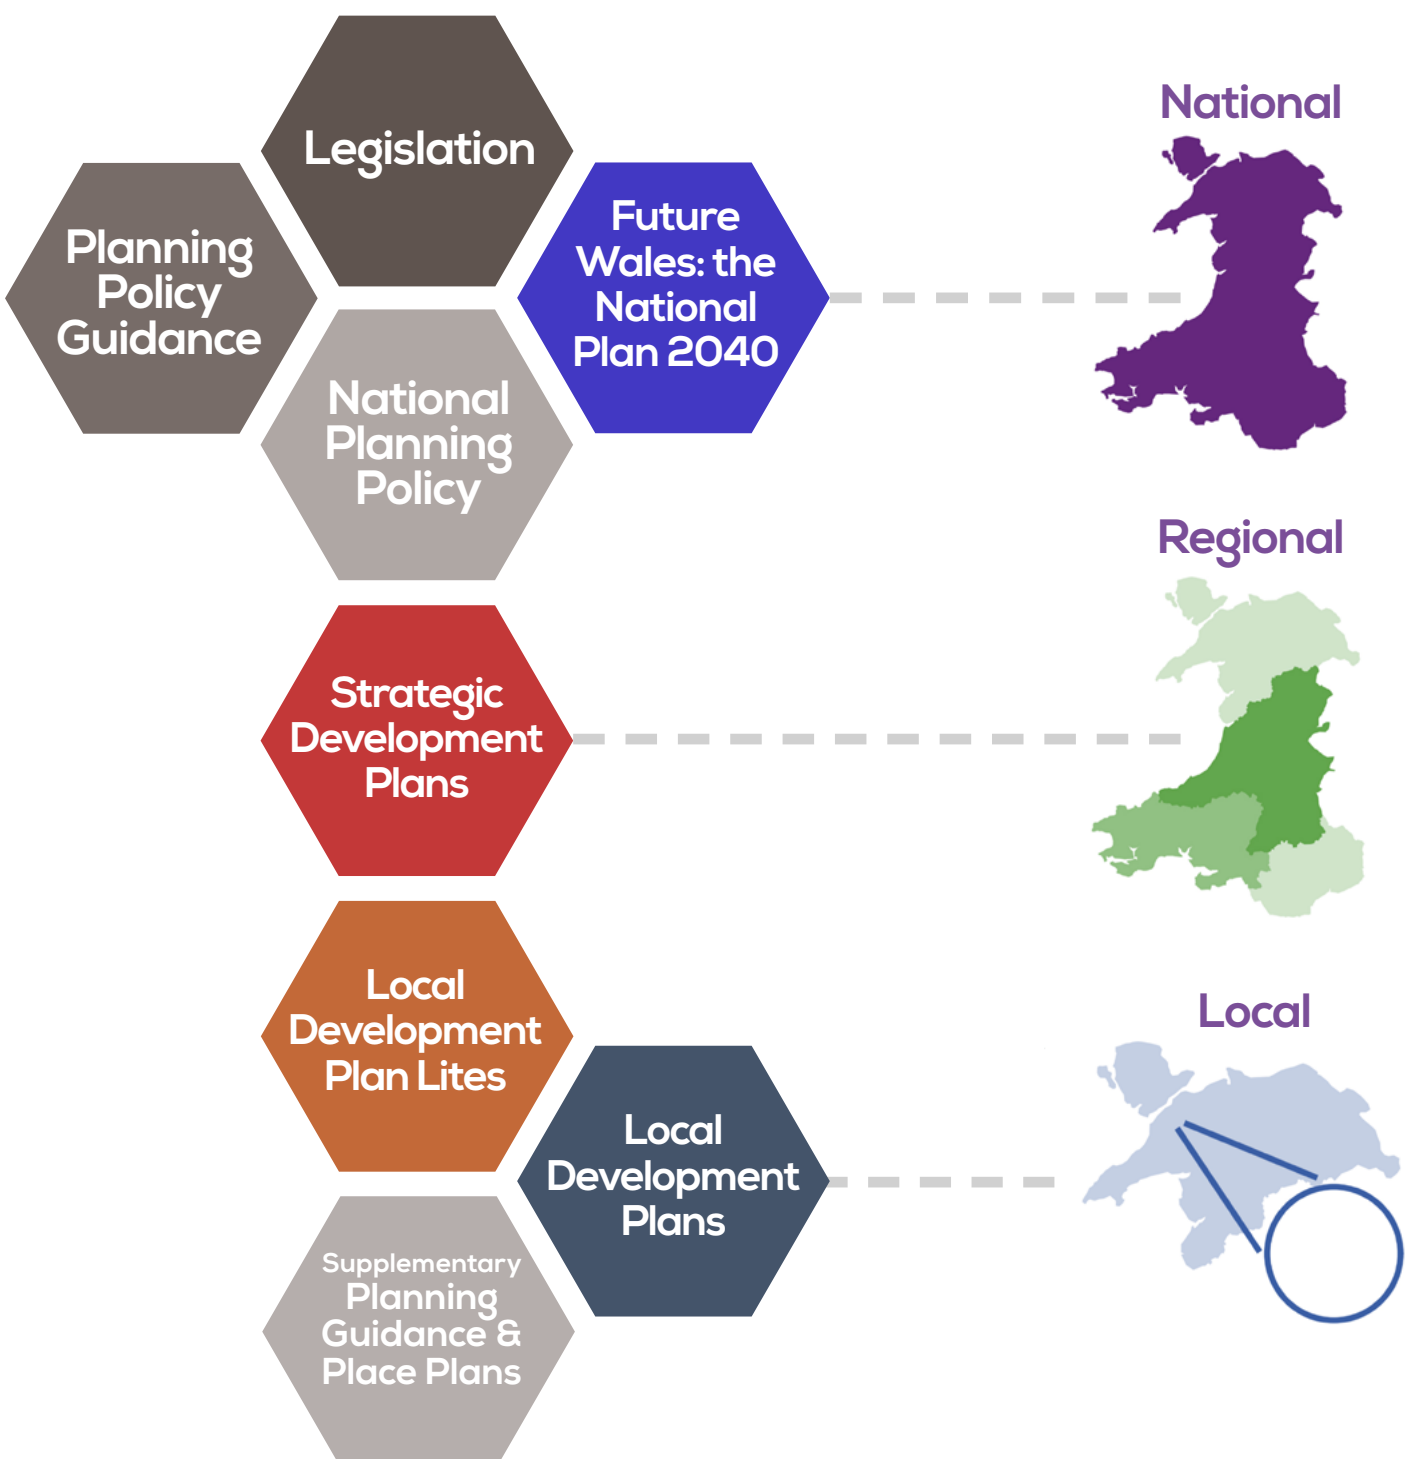 Legislation
Planning
Policy
Guidance
Future
Wales: the
National
Plan 2040
National
National
Planning
Policy
Strategic
Development
Plans
Regional
Local
Development
Plan Lites
Local
Development
Plans
Local
Supplementary
Planning
Guidance &
Place Plans